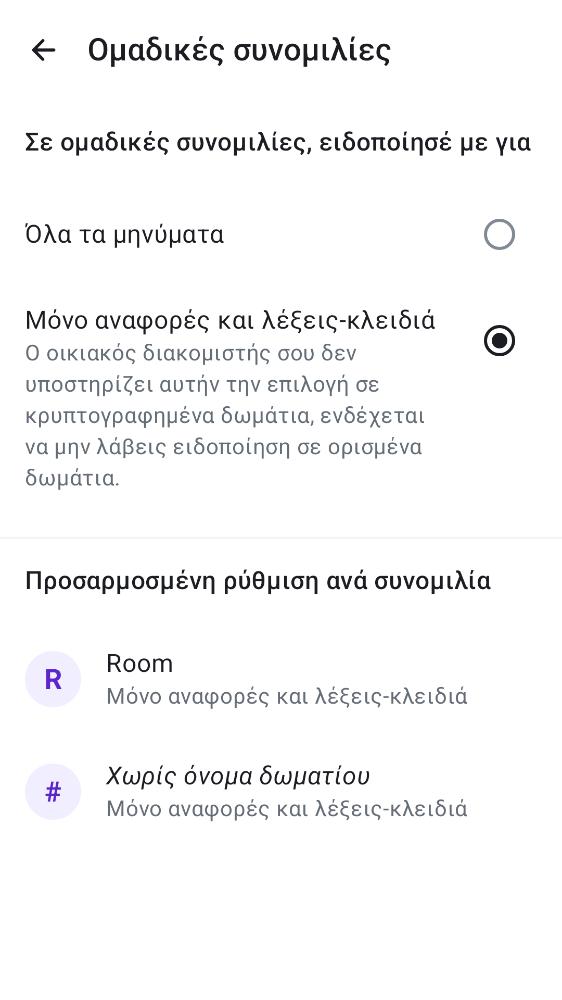 Ομαδικές συνομιλίες
Σε ομαδικές συνομιλίες, ειδοποίησέ με για
Όλα τα μηνύματα
Μόνο αναφορές και λέξεις-κλειδιά
Ο οικιακός διακομιστής σου δεν
υποστηρίζει αυτήν την επιλογή σε
κρυπτογραφημένα δωμάτια, ενδέχεται
να μην λάβεις ειδοποίηση σε ορισμένα
δωμάτια.
Προσαρμοσμένη ρύθμιση ανά συνομιλία
R
Room
Μόνο αναφορές και λέξεις-κλειδιά
#
Χωρίς όνομα δωματίου
Μόνο αναφορές και λέξεις-κλειδιά